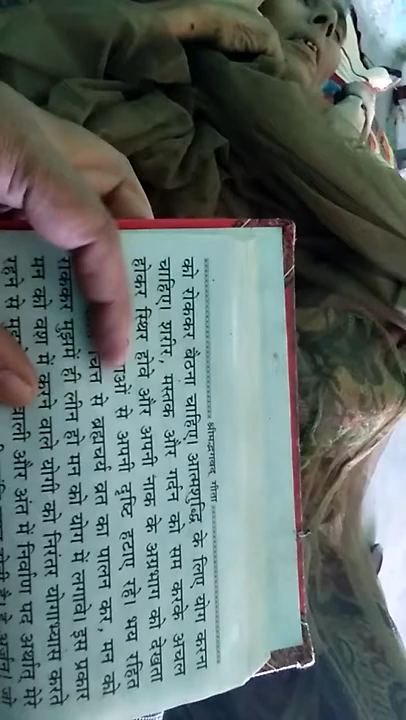 श्रीमद्भगवद गीता
को रोककर बैठना चाहिए। आत्मशुद्धि के लिए योग करना
चाहिए। शरीर, मस्तक और गर्दन को सम करके अचल
होकर स्थिर होवे और अपनी नाक के अग्रभाग को देखता
से अपनी दृष्टि हटाए रहे। भय रहित
से ब्रह्मचर्य व्रत का पालन कर, मन को
रोककर मुझमें ही लीन हो मन को योग में लगावे। इस प्रकार
मन को वश में करने वाले योगी को निरंतर योगाभ्यास करते
रहने से और अंत में निर्वाण पद अर्थात् मेरे